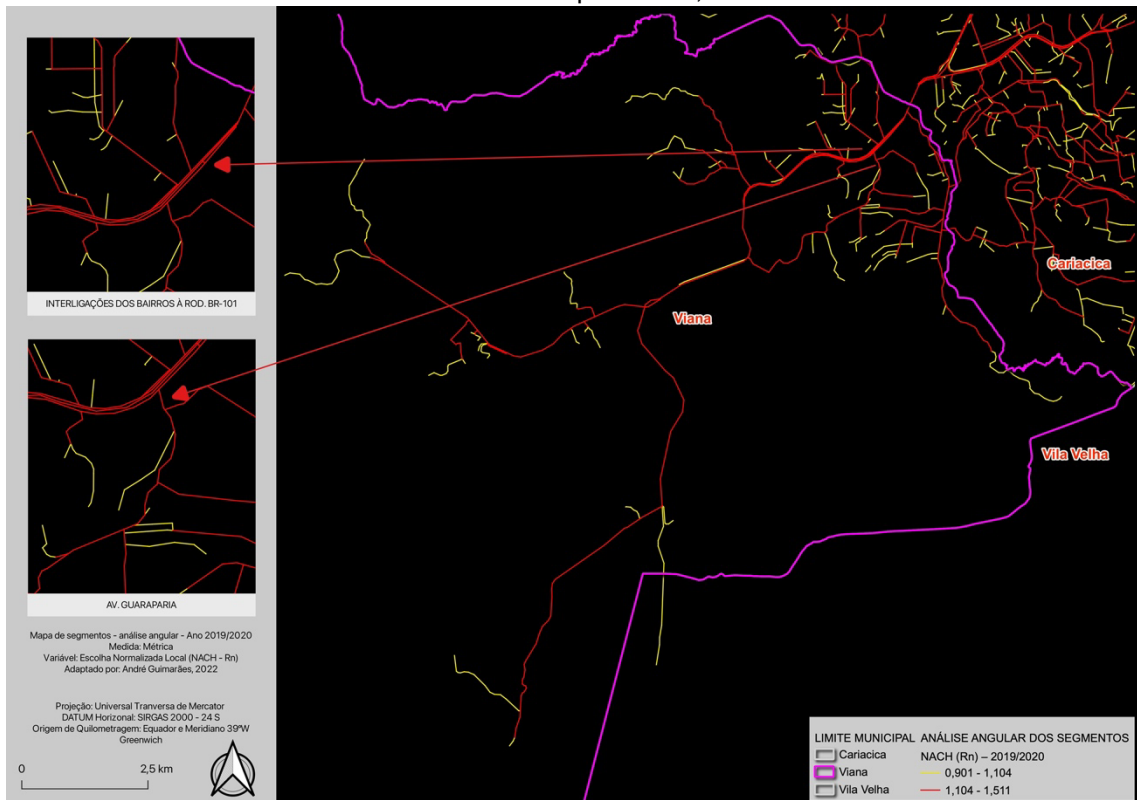 INTERLIGAÇÕES DOS BAIRROS À ROD. BR-101
AV. GUARAPARIA
Mapa de segmentos - análise angular - Ano 2019/2020
Medida: Métrica
Variável: Escolha Normalizada Local (NACH - Rn)
Adaptado por: André Guimarães, 2022
Projeção: Universal Tranversa de Mercator
DATUM Horizonal: SIRGAS 2000 - 24 S
Origem de Quilometragem: Equador e Meridiano 39°W
Greenwich
0 2,5 km
Cariacica
Viana
Vila Velha
LIMITE MUNICIPAL
Cariacica
Viana
Vila Velha
ANÁLISE ANGULAR DOS SEGMENTOS
NACH (Rn) – 2019/2020
0,901 - 1,104
1,104 - 1,511